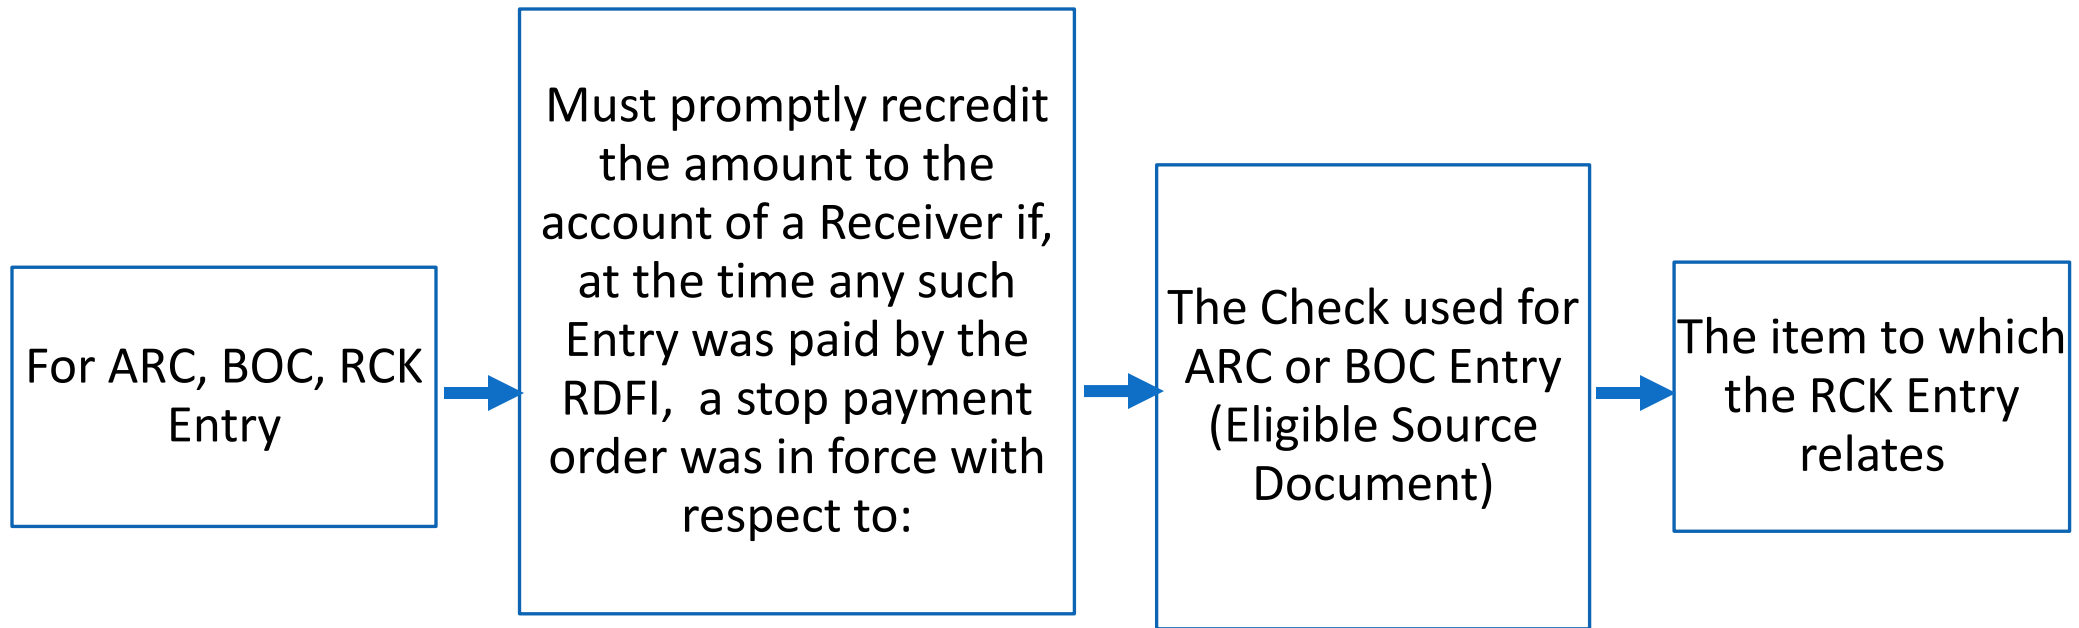 For ARC, BOC, RCK
Entry
Must promptly recredit
the amount to the
account of a Receiver if,
at the time any such
Entry was paid by the
RDFI,  a stop payment
order was in force with
respect to:
The Check used for
ARC or BOC Entry
(Eligible Source
Document)
The item to which
the RCK Entry
relates